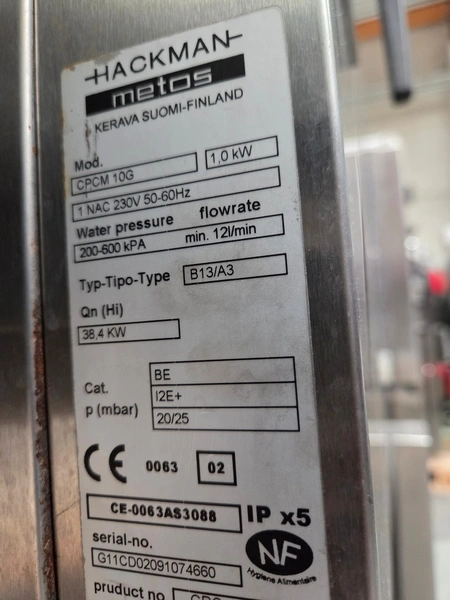 HACKMAN
metos
KERAVA SUOMI-FINLAND
Mod.
CPCM 10G 1,0 kW
1 NAC 230V 50-60Hz
Water pressure flowrate
200-600 kPA min. 12l/min
Typ-Tipo-Type B13/A3
Qn (Hi)
38,4 KW
BE
Cat. I2E+
p (mbar) 20/25
CE 0063 02
CE-0063AS3088 IP x5
serial-no. NF
G11CD02091074660 Hygiène Alimentaire
product no